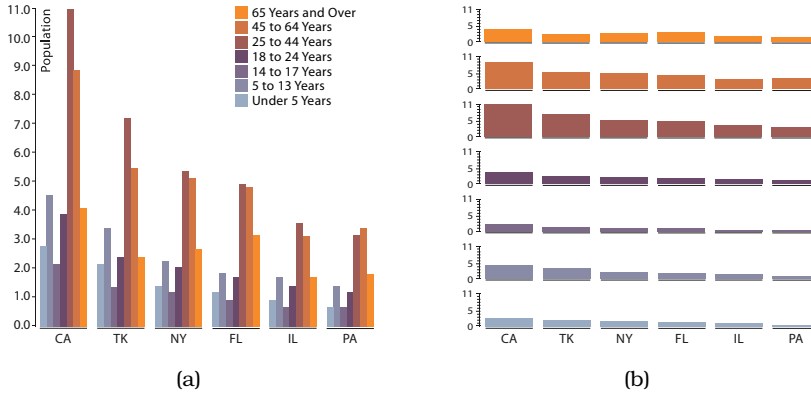 11.0
10.0
9.0
8.0
7.0
6.0
5.0
4.0
3.0
2.0
1.0
0.0
Population
65 Years and Over
45 to 64 Years
25 to 44 Years
18 to 24 Years
14 to 17 Years
5 to 13 Years
Under 5 Years
CA TK NY FL IL PA
(a)
11
5
0
11
5
0
11
5
0
11
5
0
11
5
0
11
5
0
11
5
0
CA TK NY FL IL PA
(b)